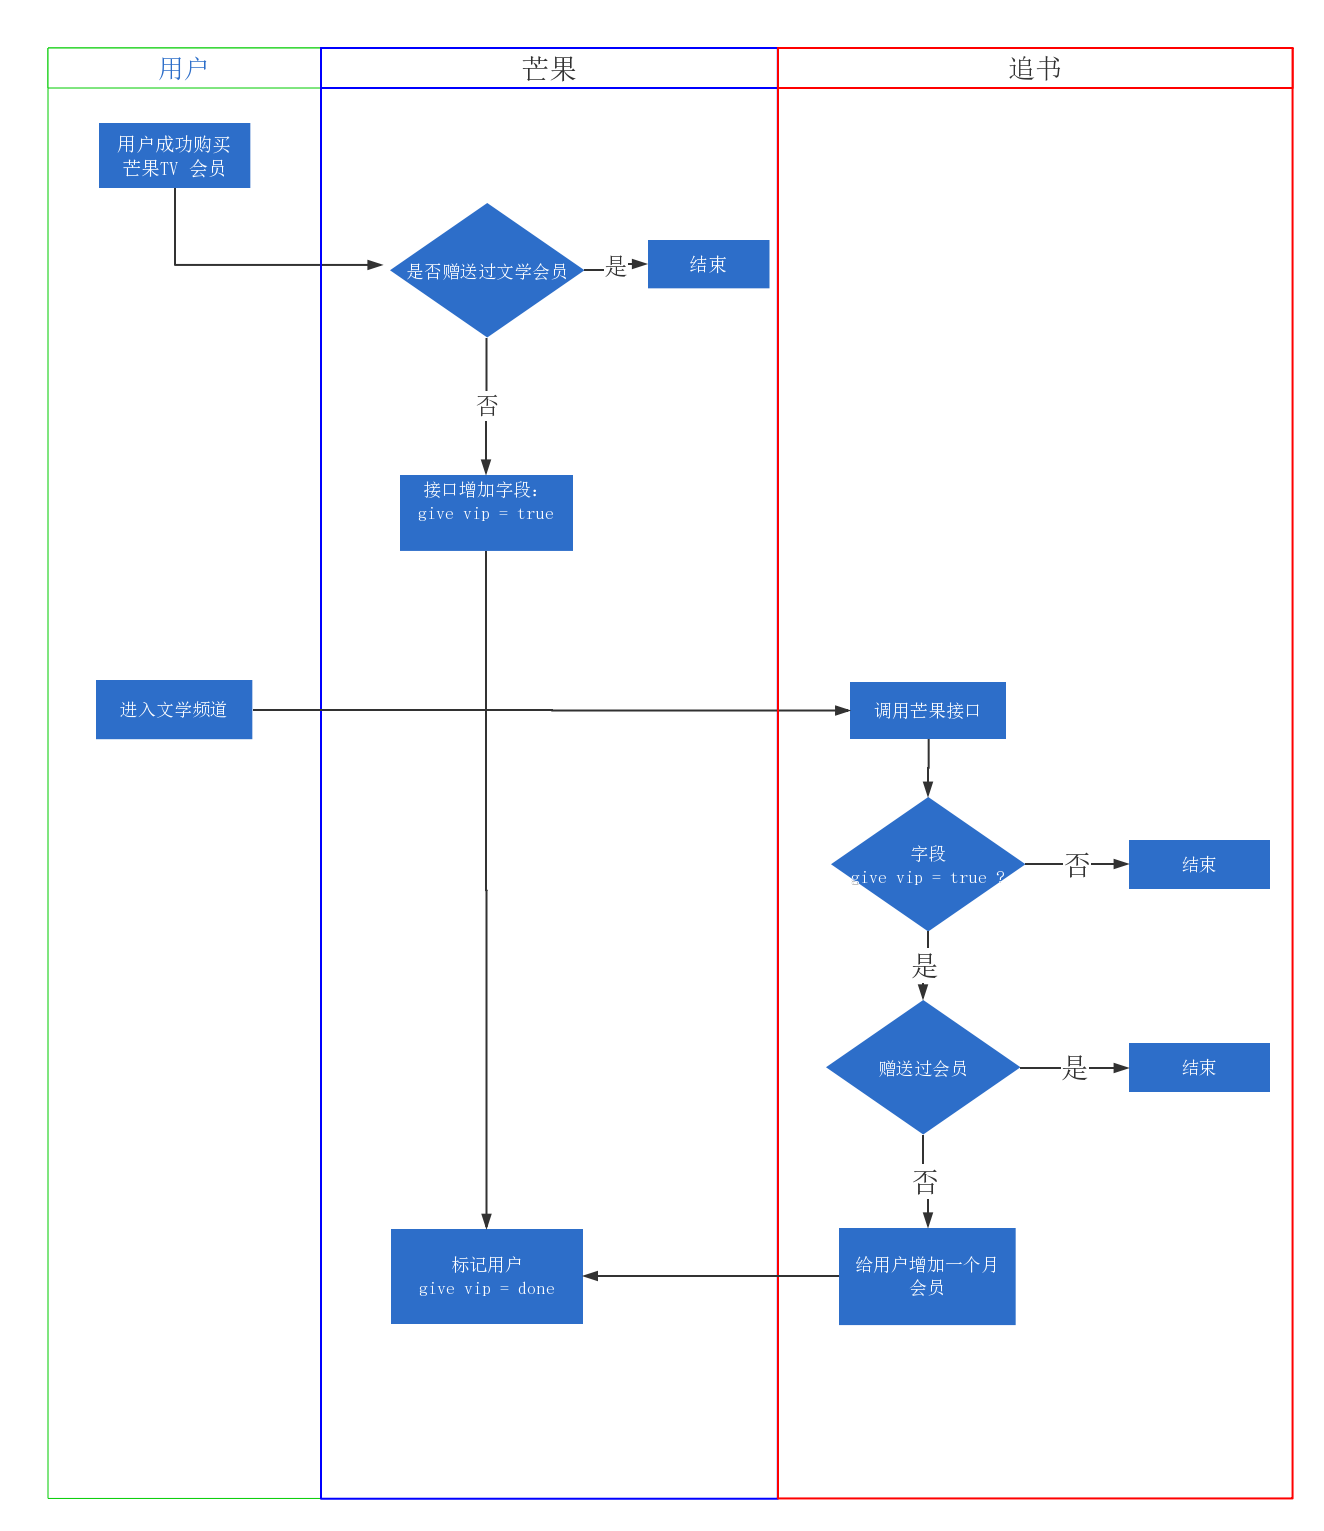 用户
芒果
追书
用户成功购买
芒果TV 会员
是否赠送过文学会员
是
结束
否
接口增加字段:
give vip = true
进入文学频道
调用芒果接口
字段
give vip = true ?
否
结束
是
赠送过会员
是
结束
否
标记用户
give vip = done
给用户增加一个月
会员